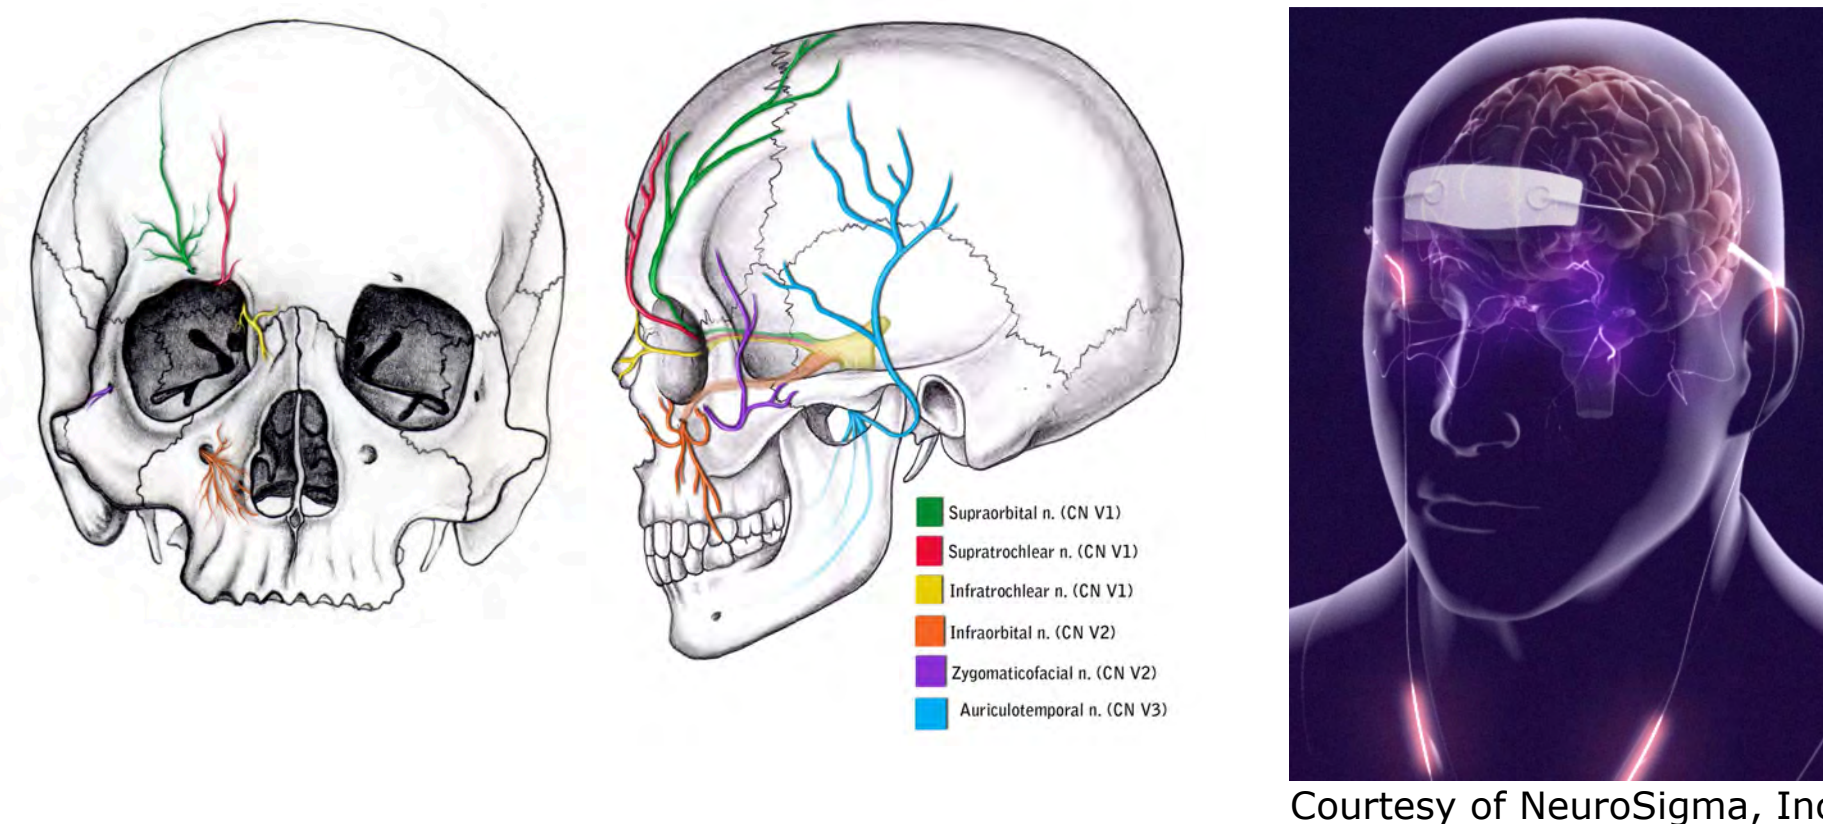 Supraorbital n. (CN V1)
Supratrochlear n. (CN V1)
Infratrochlear n. (CN V1)
Infraorbital n. (CN V2)
Zygomaticofacial n. (CN V2)
Auriculotemporal n. (CN V3)
Courtesy of NeuroSigma, Inc